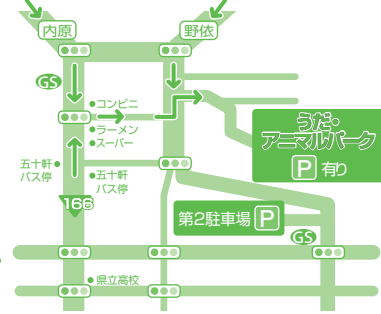 内原
野依
GS
コンビニ
ラーメン
スーパー
うだ・
アニマルパーク
P 有り
五十軒
バス停
五十軒
バス停
166
第2駐車場 P
GS
県立高校